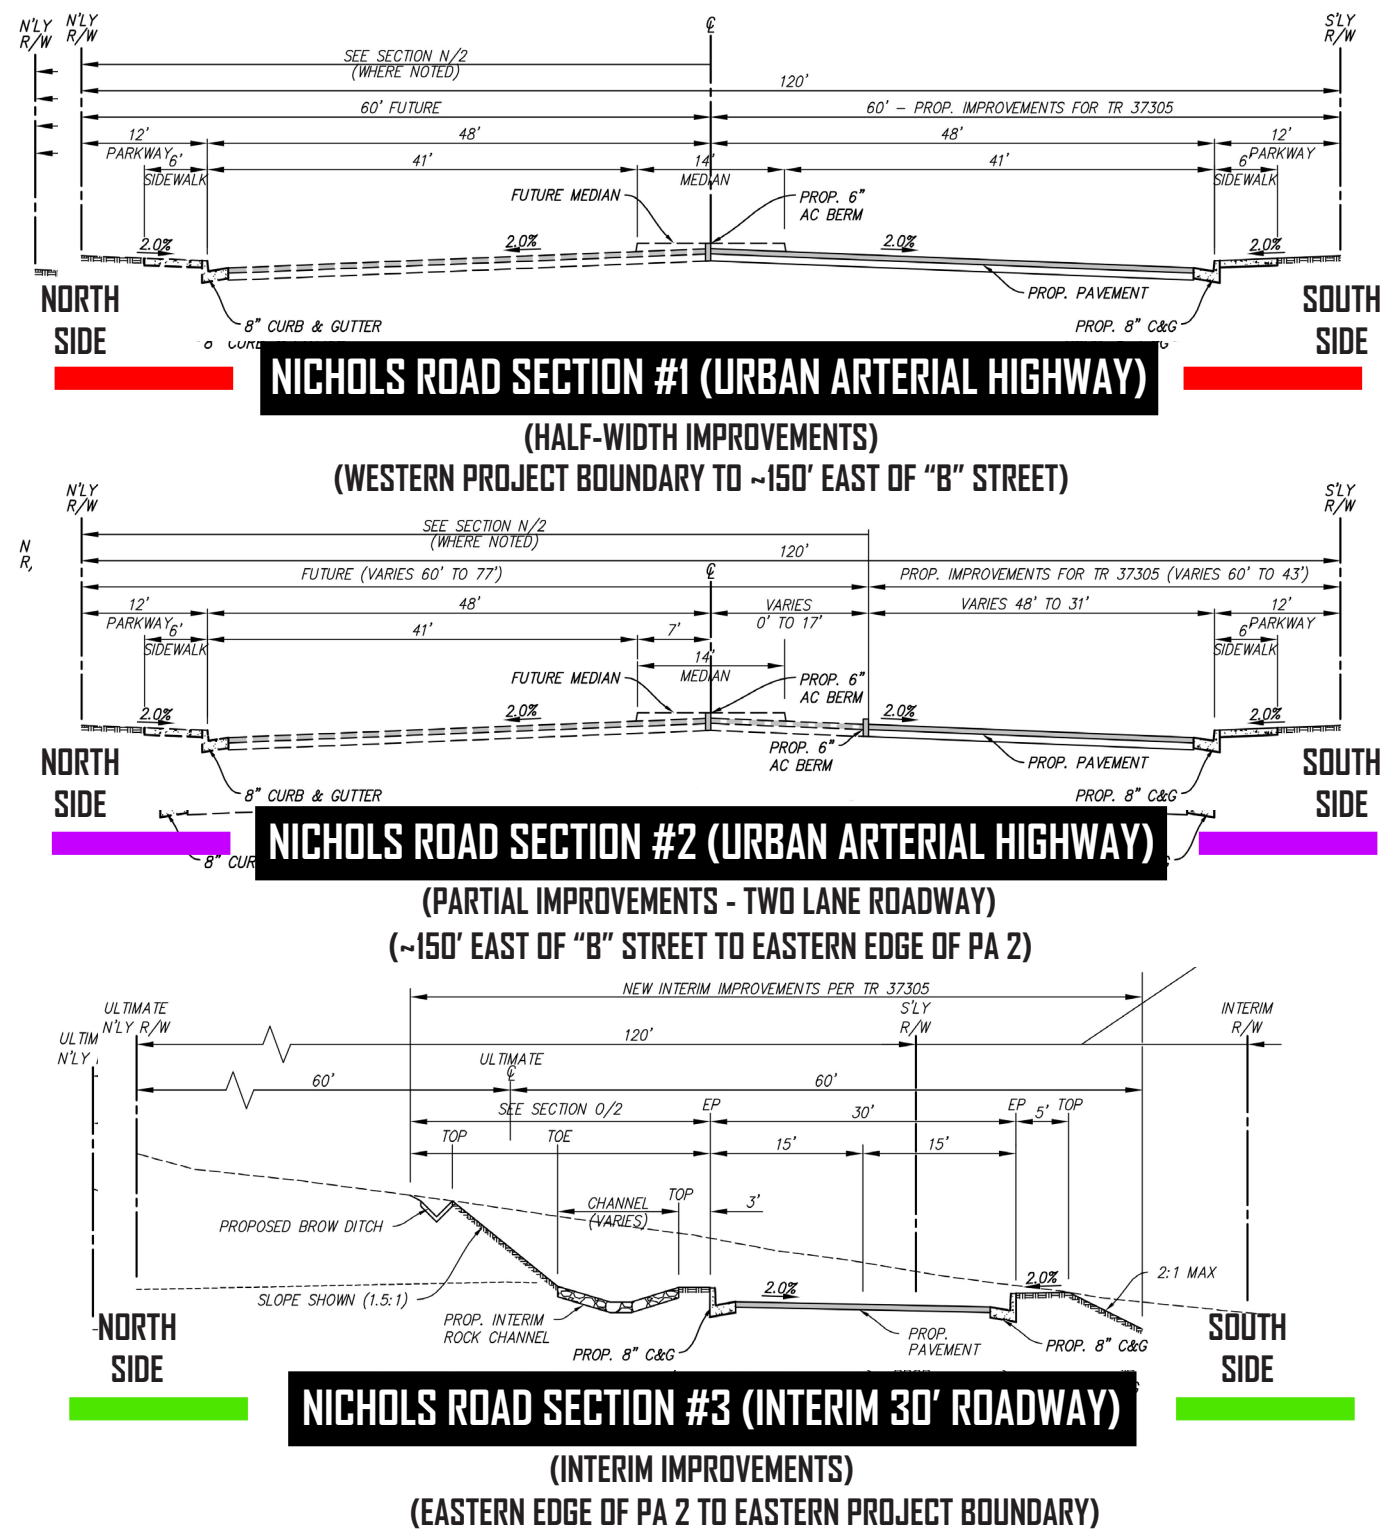 N'LY
R/W
N'LY
R/W
℄
S'LY
R/W
SEE SECTION N/2
(WHERE NOTED)
120'
60' FUTURE
60' – PROP. IMPROVEMENTS FOR TR 37305
12'
48'
48'
12'
PARKWAY
PARKWAY
6'
41'
14'
41'
6'
SIDEWALK
MEDIAN
SIDEWALK
FUTURE MEDIAN
PROP. 6"
AC BERM
2.0%
2.0%
2.0%
2.0%
PROP. PAVEMENT
NORTH
SIDE
SOUTH
SIDE
8" CURB & GUTTER
PROP. 8" C&G
NICHOLS ROAD SECTION #1 (URBAN ARTERIAL HIGHWAY)
(HALF-WIDTH IMPROVEMENTS)
(WESTERN PROJECT BOUNDARY TO ~150' EAST OF "B" STREET)
N'LY
R/W
S'LY
R/W
N
R,
SEE SECTION N/2
(WHERE NOTED)
120'
FUTURE (VARIES 60' TO 77')
℄
PROP. IMPROVEMENTS FOR TR 37305 (VARIES 60' TO 43')
12'
48'
VARIES
0' TO 17'
VARIES 48' TO 31'
12'
PARKWAY
PARKWAY
6'
41'
7'
6'
SIDEWALK
SIDEWALK
14'
MEDIAN
FUTURE MEDIAN
PROP. 6"
AC BERM
2.0%
2.0%
2.0%
2.0%
PROP. 6"
AC BERM
PROP. PAVEMENT
NORTH
SIDE
SOUTH
SIDE
8" CURB & GUTTER
PROP. 8" C&G
8" CUR
NICHOLS ROAD SECTION #2 (URBAN ARTERIAL HIGHWAY)
(PARTIAL IMPROVEMENTS - TWO LANE ROADWAY)
(~150' EAST OF "B" STREET TO EASTERN EDGE OF PA 2)
NEW INTERIM IMPROVEMENTS PER TR 37305
ULTIMATE
N'LY R/W
ULTIM
N'LY
S'LY
R/W
INTERIM
R/W
120'
ULTIMATE
℄
60'
60'
SEE SECTION O/2
EP
30'
EP
5'
TOP
TOP
TOE
15'
15'
CHANNEL
(VARIES)
TOP
3'
PROPOSED BROW DITCH
2.0%
2.0%
2:1 MAX
SLOPE SHOWN (1.5:1)
PROP. INTERIM
ROCK CHANNEL
PROP. 8" C&G
PROP.
PAVEMENT
PROP. 8" C&G
NORTH
SIDE
SOUTH
SIDE
NICHOLS ROAD SECTION #3 (INTERIM 30' ROADWAY)
(INTERIM IMPROVEMENTS)
(EASTERN EDGE OF PA 2 TO EASTERN PROJECT BOUNDARY)